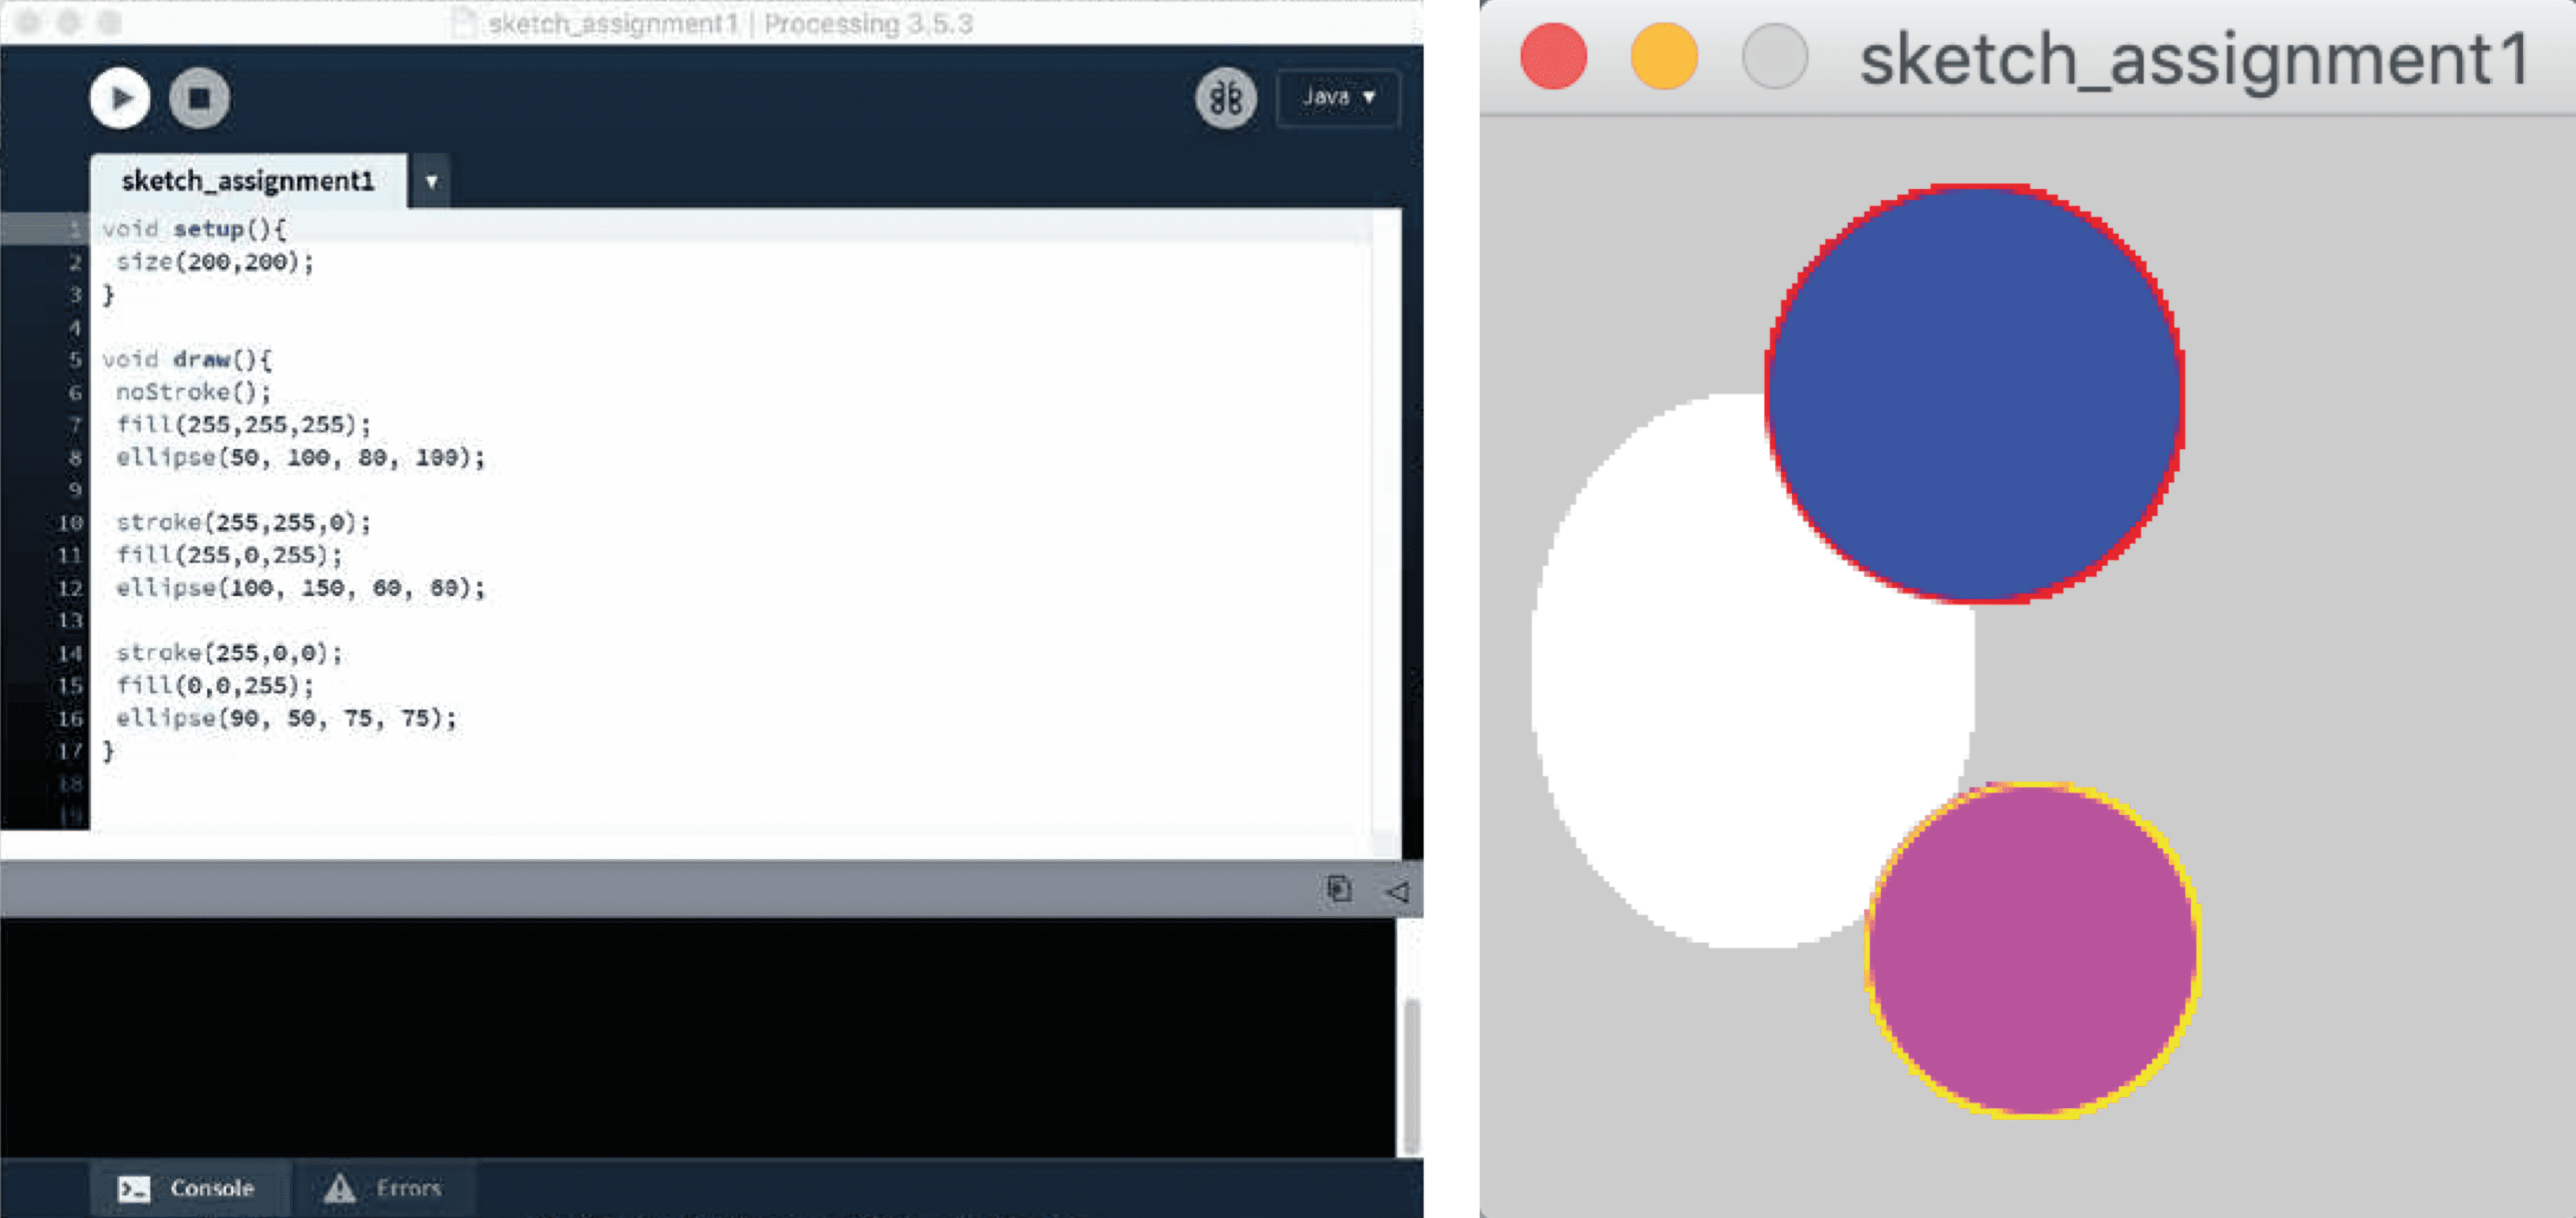 sketch_assignment1 | Processing 3.5.3
Java ▼
sketch_assignment1 ▼
1 void setup(){
2 size(200,200);
3 }
4
5 void draw(){
6 noStroke();
7 fill(255,255,255);
8 ellipse(50, 100, 80, 100);
9
10 stroke(255,255,0);
11 fill(255,0,255);
12 ellipse(100, 150, 60, 60);
13
14 stroke(255,0,0);
15 fill(0,0,255);
16 ellipse(90, 50, 75, 75);
17 }
18
19
Console Errors
sketch_assignment1